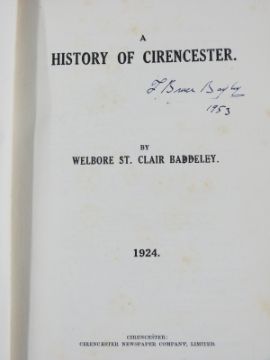 A
HISTORY OF CIRENCESTER.
1953
BY
WELBORE ST. CLAIR BADDELEY.
1924.
CIRENCESTER:
CIRENCESTER NEWSPAPER COMPANY, LIMITED.